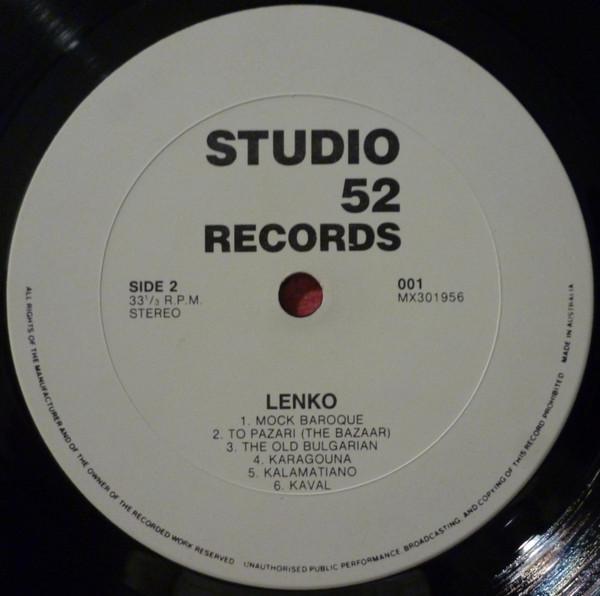 STUDIO
52
RECORDS
SIDE 2
33⅓ R.P.M.
STEREO
001
MX301956
LENKO
1. MOCK BAROQUE
2. TO PAZARI (THE BAZAAR)
3. THE OLD BULGARIAN
4. KARAGOUNA
5. KALAMATIANO
6. KAVAL
ALL RIGHTS OF THE MANUFACTURER AND OF THE OWNER OF THE RECORDED WORK RESERVED UNAUTHORISED PUBLIC PERFORMANCE, BROADCASTING AND COPYING OF THIS RECORD PROHIBITED MADE IN AUSTRALIA